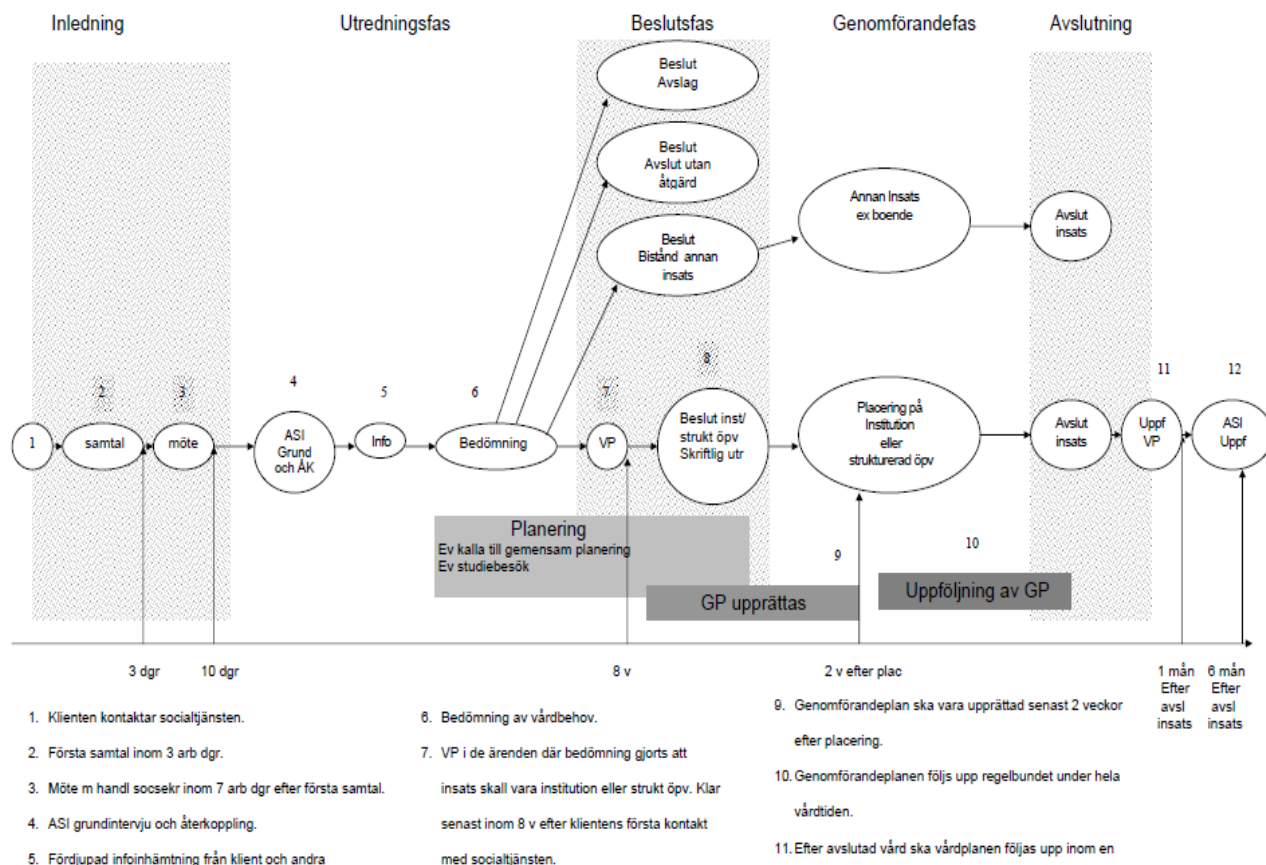 Inledning
Utredningsfas
Beslutsfas
Genomförandefas
Avslutning
Beslut
Avslag
Beslut
Avslut utan
åtgärd
Beslut
Bistånd annan
insats
Annan Insats
ex boende
Avslut
insats
2
3
4
5
6
7
8
11
12
1
samtal
möte
ASI
Grund
och ÅK
Info
Bedömning
VP
Beslut inst/
strukt öpv
Skriftlig utr
Placering på
Institution
eller
strukturerad öpv
Avslut
insats
Uppf
VP
ASI
Uppf
Planering
Ev kalla till gemensam planering
Ev studiebesök
9
10
GP upprättas
Uppföljning av GP
3 dgr
10 dgr
8 v
2 v efter plac
1 mån
Efter
avsl
insats
6 mån
Efter
avsl
insats
1. Klienten kontaktar socialtjänsten.
2. Första samtal inom 3 arb dgr.
3. Möte m handl socsekr inom 7 arb dgr efter första samtal.
4. ASI grundintervju och återkoppling.
5. Fördjupad infoinhämtning från klient och andra
6. Bedömning av vårdbehov.
7. VP i de ärenden där bedömning gjorts att
insats skall vara institution eller strukt öpv. Klar
senast inom 8 v efter klientens första kontakt
med socialtjänsten.
9. Genomförandeplan ska vara upprättad senast 2 veckor
efter placering.
10. Genomförandeplanen följs upp regelbundet under hela
vårdtiden.
11. Efter avslutad vård ska vårdplanen följas upp inom en